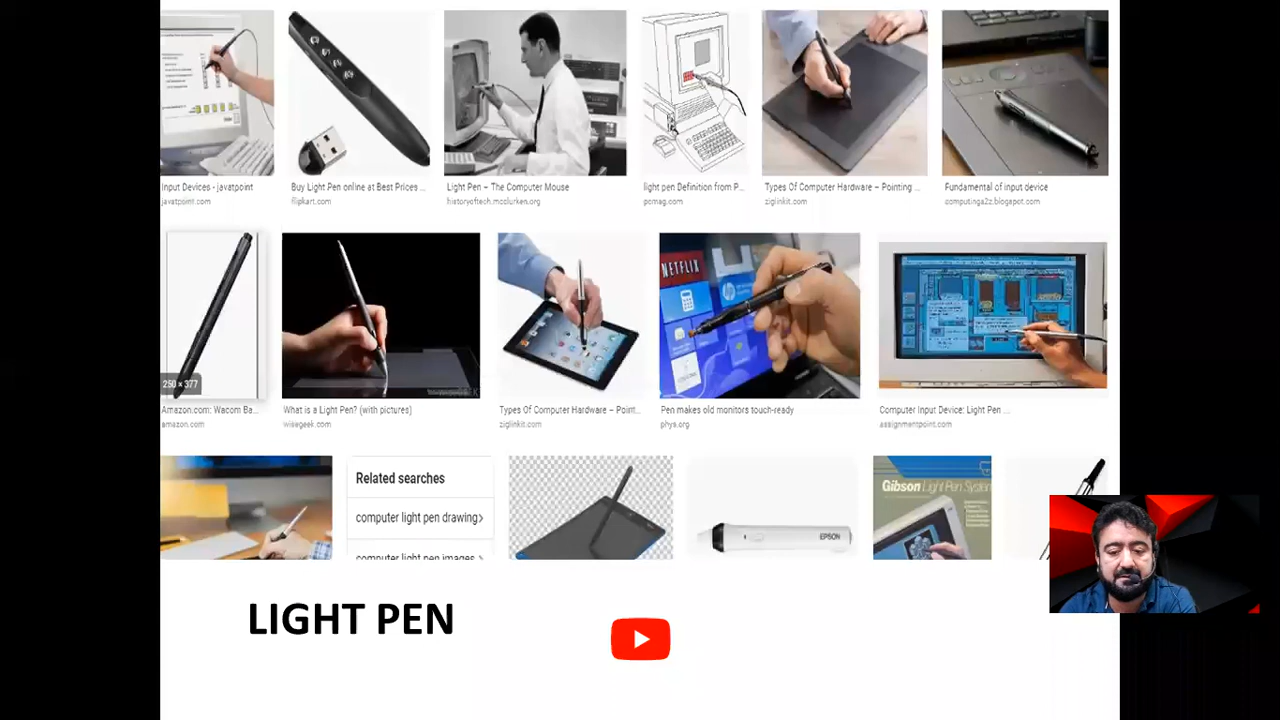 Input Devices - javatpoint
javatpoint.com
Buy Light Pen online at Best Prices ...
flipkart.com
Light Pen – The Computer Mouse
historyoftech.mcclurken.org
light pen Definition from P...
pcmag.com
Types Of Computer Hardware – Pointing ...
ziglinkit.com
Fundamental of input device
computinga2z.blogspot.com
NETFLIX
250 × 377
Amazon.com: Wacom Ba...
amazon.com
What is a Light Pen? (with pictures)
wisegeek.com
Types Of Computer Hardware – Point...
ziglinkit.com
Pen makes old monitors touch-ready
phys.org
Computer Input Device: Light Pen ...
assignmentpoint.com
Related searches
computer light pen drawing
computer light pen images
EPSON
Gibson Light Pen System
LIGHT PEN